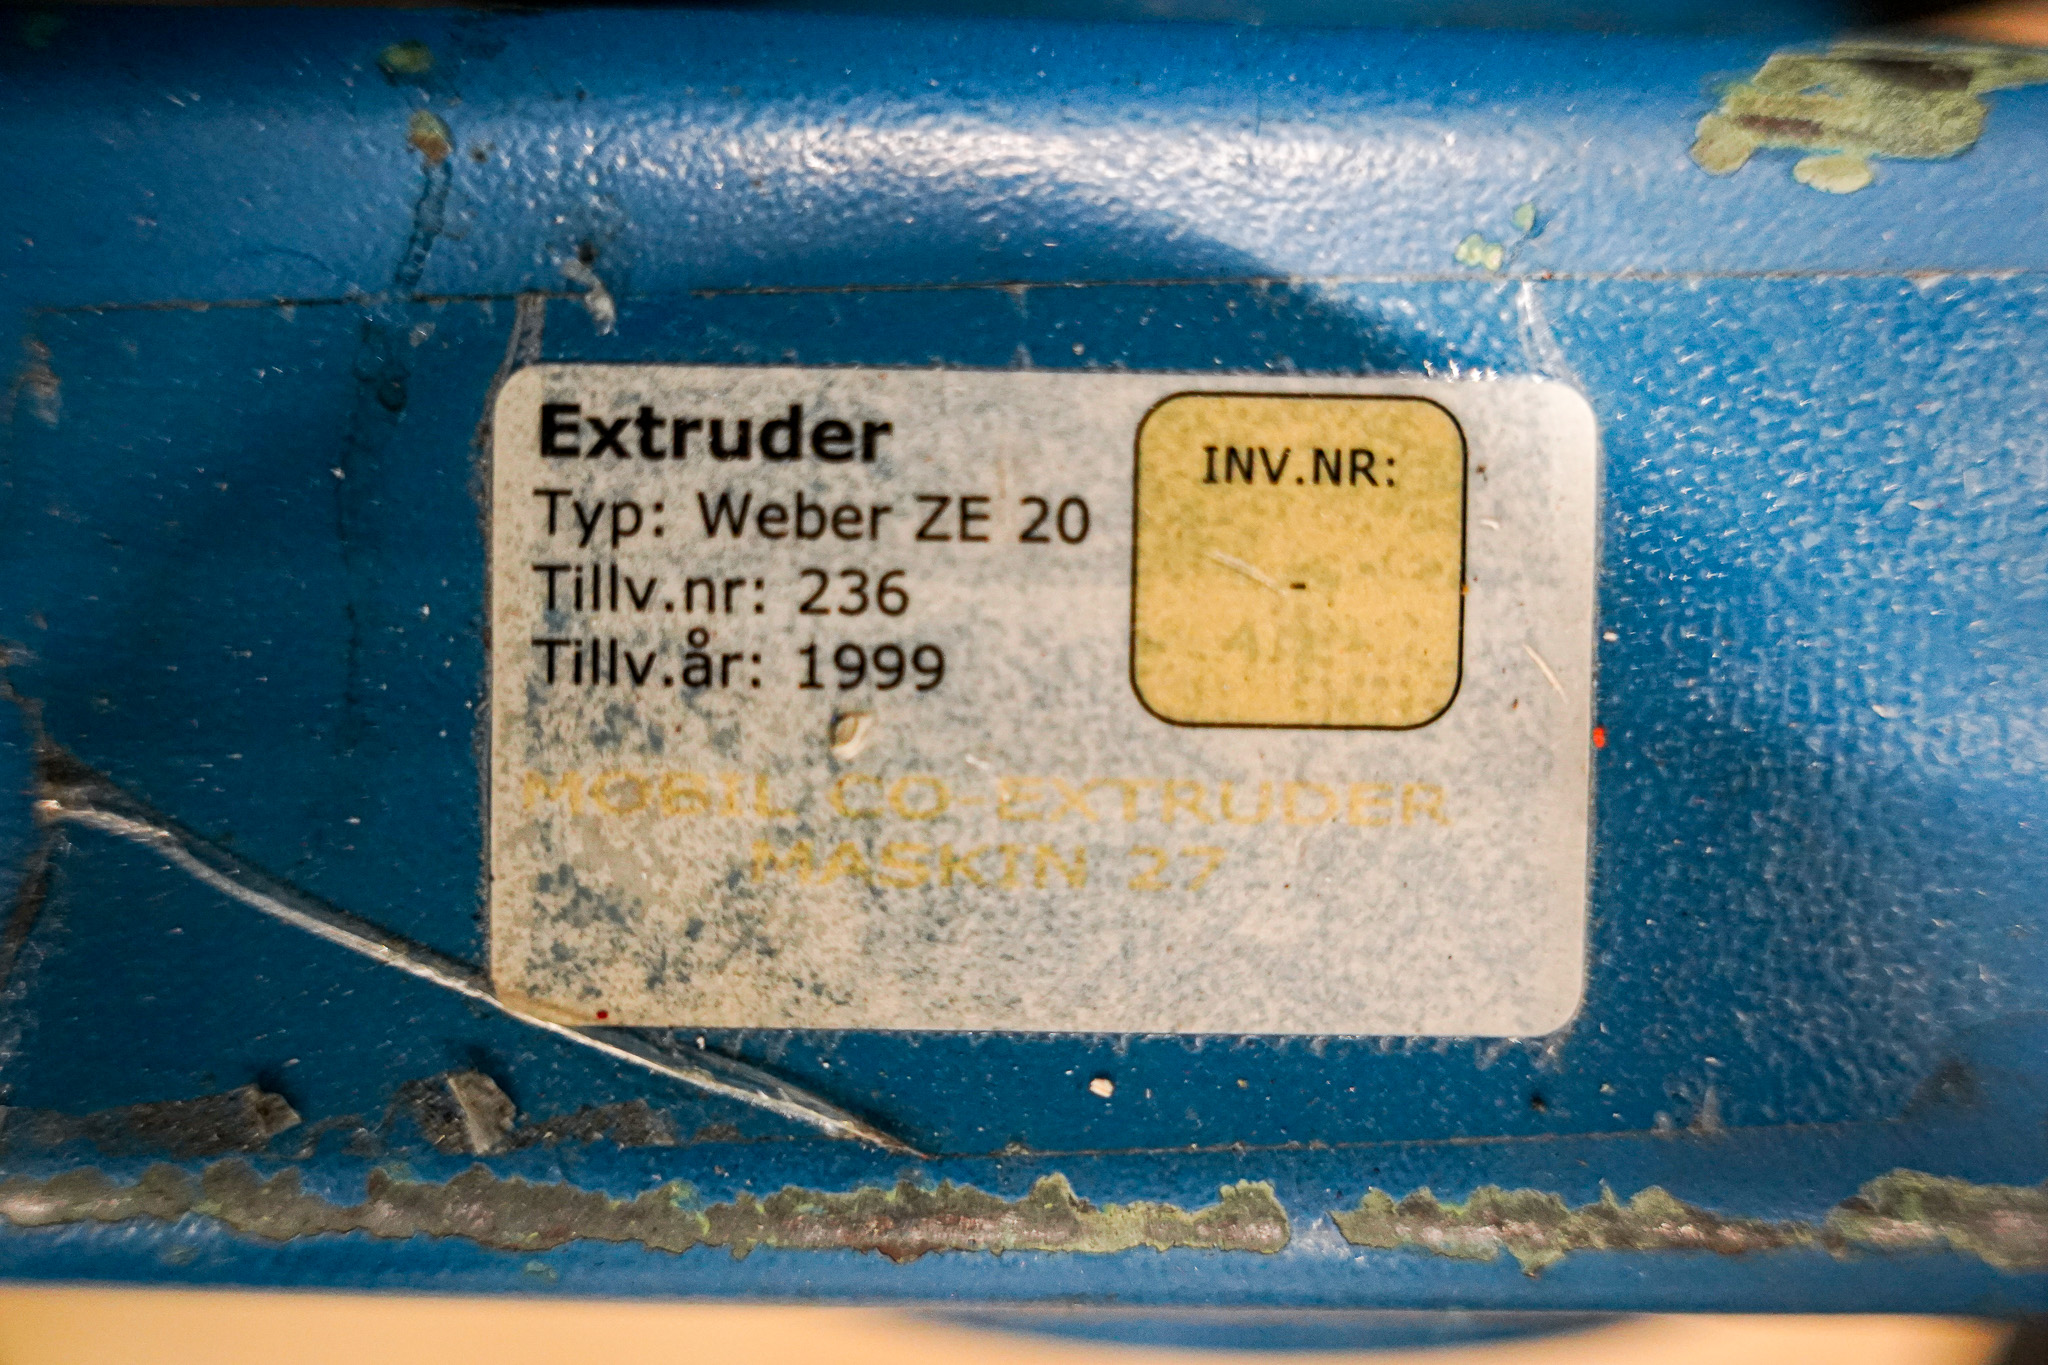 Extruder
Typ: Weber ZE 20
Tillv.nr: 236
Tillv.år: 1999
INV.NR:
-
MOBIL CO-EXTRUDER
MASKIN 27